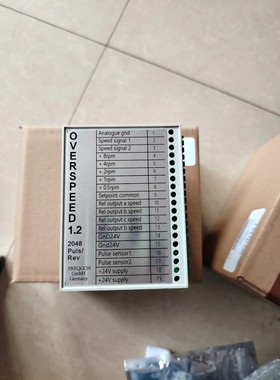 OVERSPEED 1.2
2048
Puls/
Rev
GmbH
Germany
Analogue gnd 1
Speed signal 1 2
Speed signal 2 3
+ 8rpm 4
+ 4rpm 5
+ 2rpm 6
+ 1rpm 7
+ 0.5rpm 8
Setpoint common 9
Rel output a speed 10
Rel output b speed 11
Rel output c speed 12
Rel output b speed 13
GND24V 14
Gnd24V 15
Pulse sensor1 16
Pulse sensor2 17
+24V supply 18
+24V supply 19